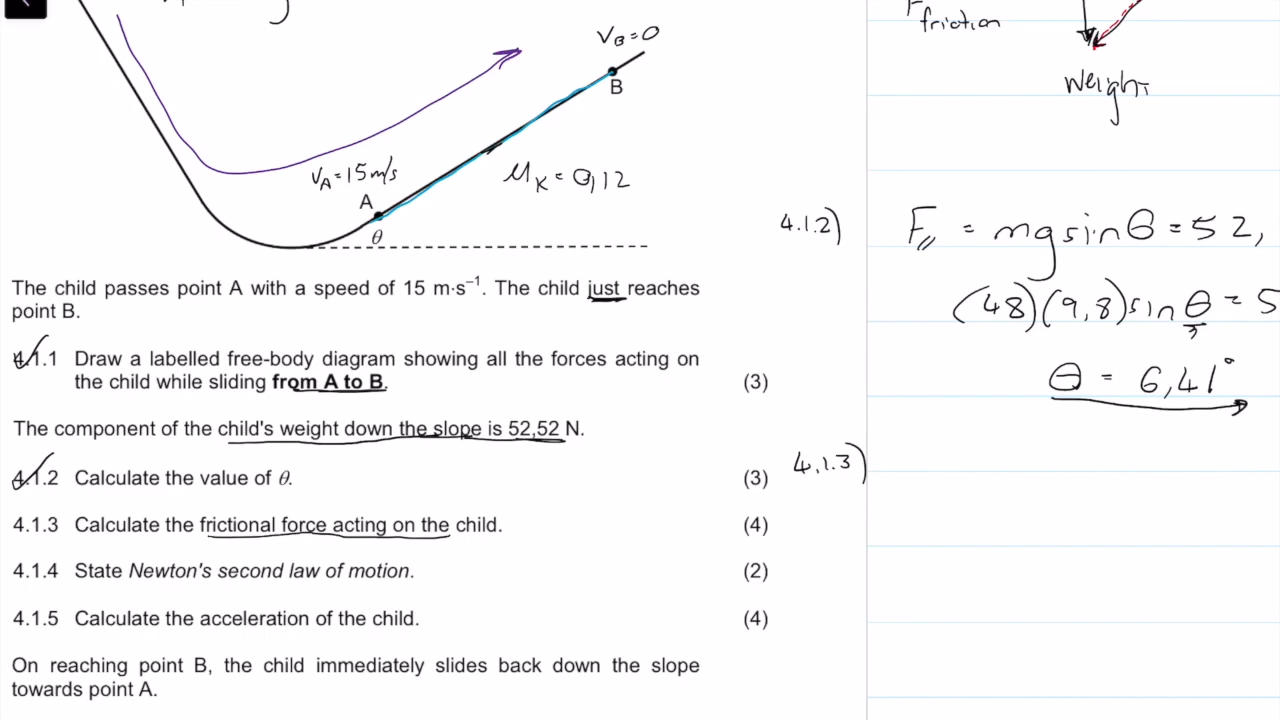 F friction
V_B=0
B
Weight
V_A=15 m/s
μ_K = 0,12
A
θ
4.1.2) F_// = mg sin θ = 52,
(48)(9,8) sin θ = 5
θ = 6,41°
The child passes point A with a speed of 15 m·s⁻¹. The child just reaches
point B.
4.1.1 Draw a labelled free-body diagram showing all the forces acting on
the child while sliding from A to B. (3)
The component of the child's weight down the slope is 52,52 N.
4.1.2 Calculate the value of θ. (3)
4.1.3)
4.1.3 Calculate the frictional force acting on the child. (4)
4.1.4 State Newton's second law of motion. (2)
4.1.5 Calculate the acceleration of the child. (4)
On reaching point B, the child immediately slides back down the slope
towards point A.